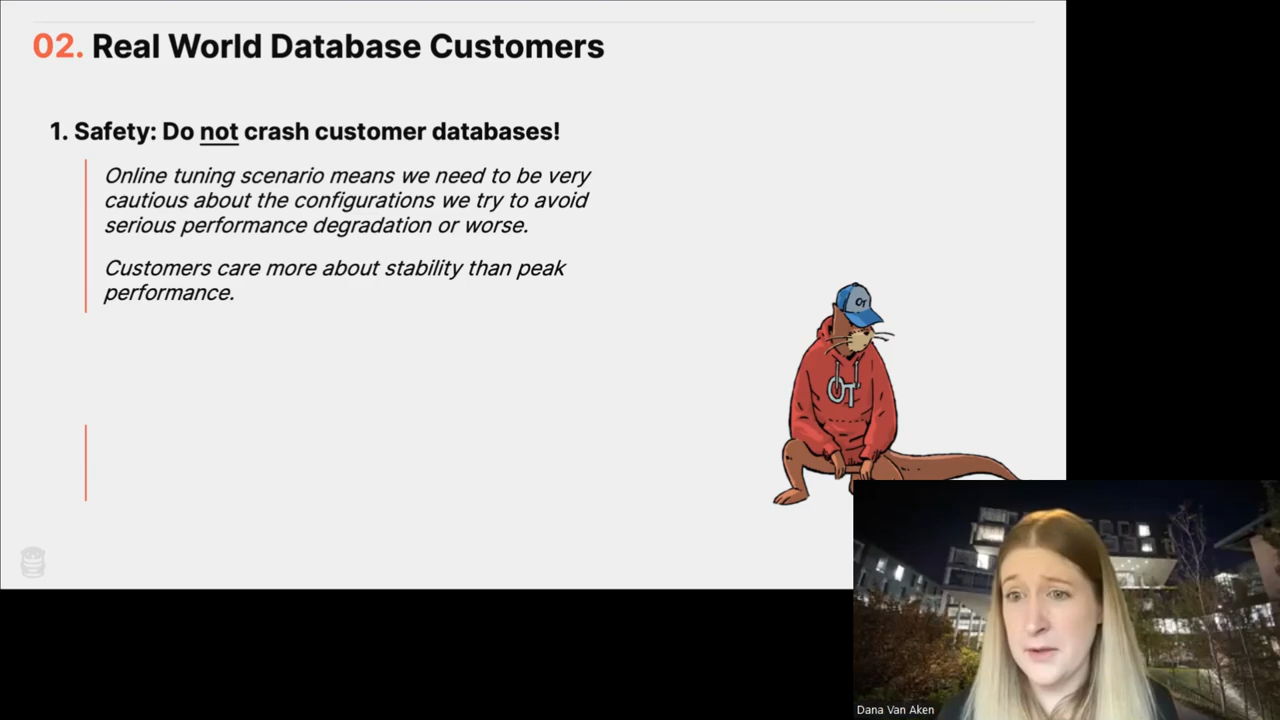 02. Real World Database Customers
1. Safety: Do not crash customer databases!
Online tuning scenario means we need to be very
cautious about the configurations we try to avoid
serious performance degradation or worse.
Customers care more about stability than peak
performance.
OT
OT
Dana Van Aken